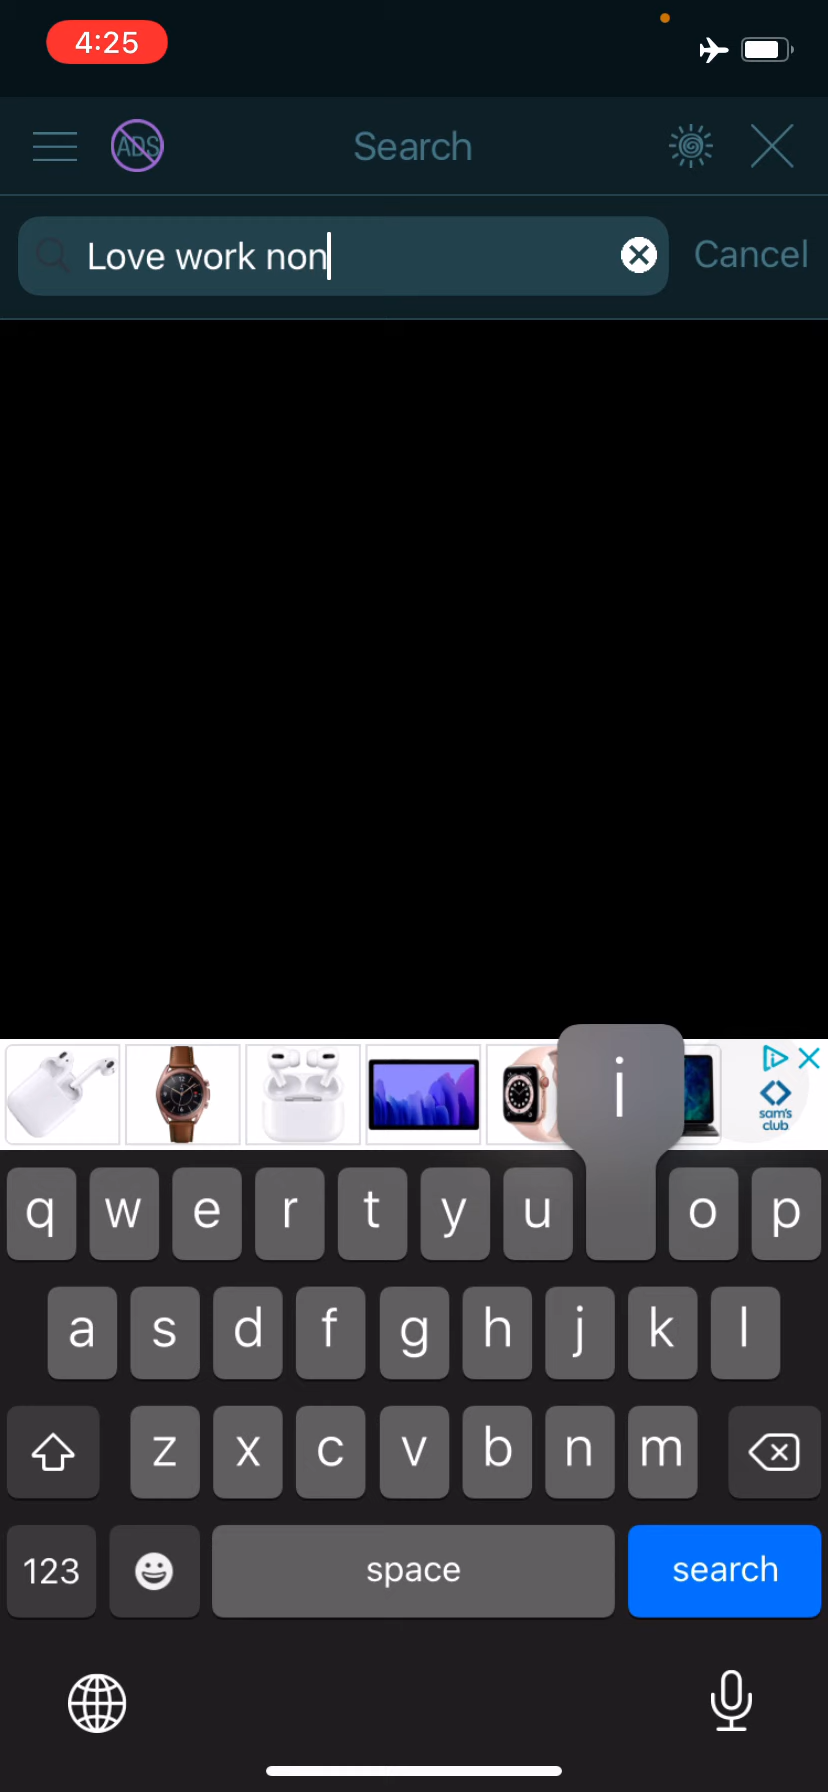 4:25
ADS
Search
Love work non
Cancel
sam's
club
i
q w e r t y u o p
a s d f g h j k l
z x c v b n m
123 space search